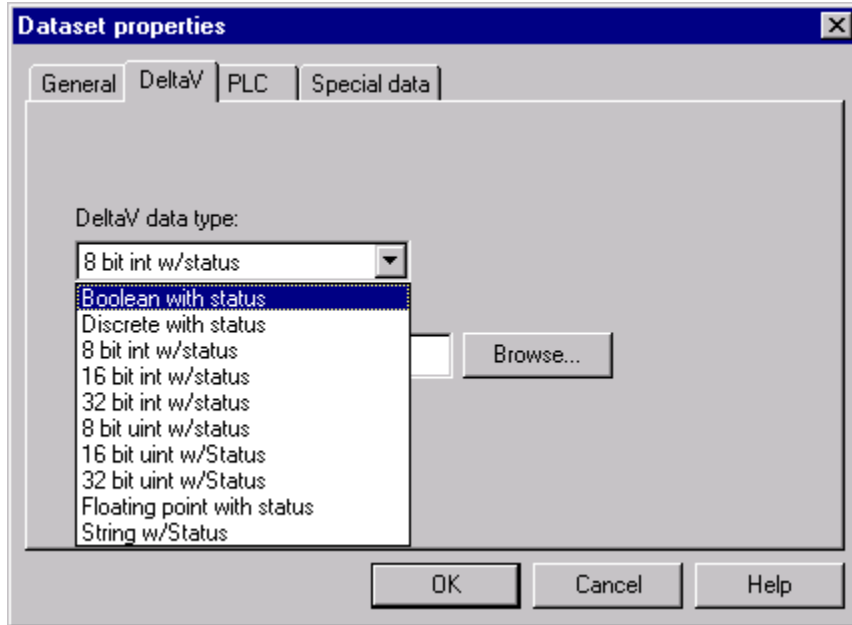 Dataset properties
General DeltaV PLC Special data
DeltaV data type:
8 bit int w/status
Boolean with status
Discrete with status
8 bit int w/status
Browse...
16 bit int w/status
32 bit int w/status
8 bit uint w/status
16 bit uint w/Status
32 bit uint w/Status
Floating point with status
String w/Status
OK Cancel Help